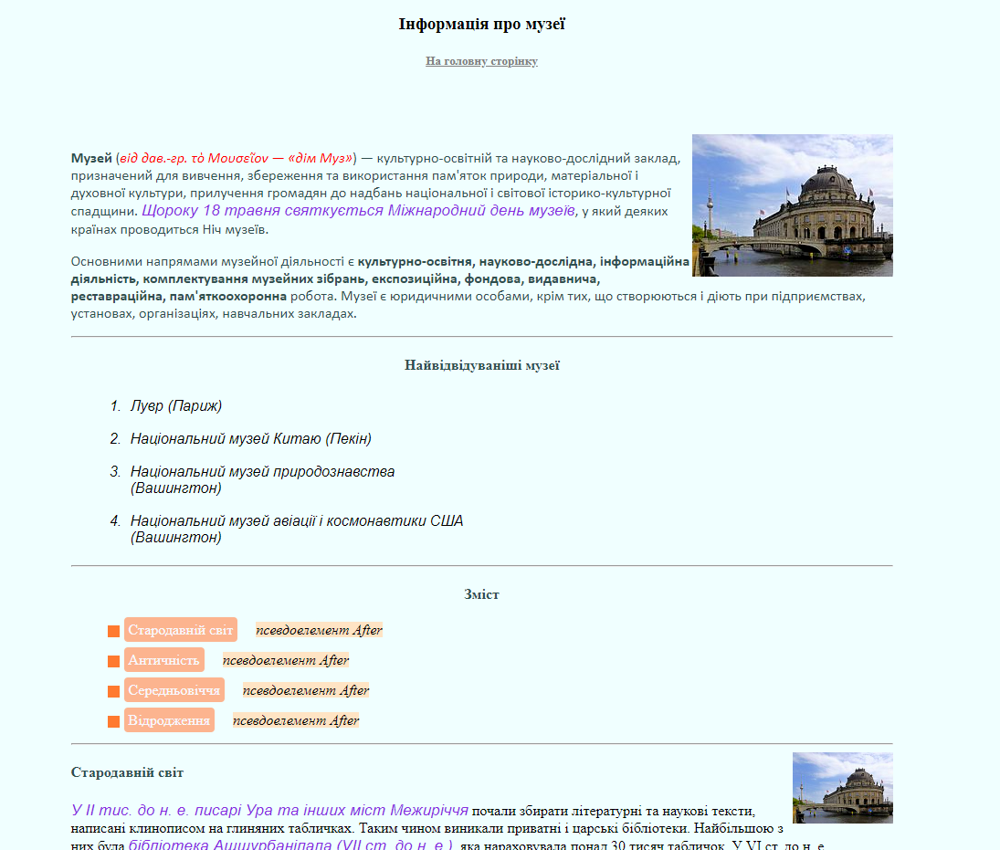 Інформація про музеї
На головну сторінку
Музей (від дав.-гр. τὸ Μουσεῖον — «дім Муз») — культурно-освітній та науково-дослідний заклад,
призначений для вивчення, збереження та використання пам'яток природи, матеріальної і
духовної культури, прилучення громадян до надбань національної і світової історико-культурної
спадщини. Щороку 18 травня святкується Міжнародний день музеїв, у який деяких
країнах проводиться Ніч музеїв.
Основними напрямами музейної діяльності є культурно-освітня, науково-дослідна, інформаційна
діяльність, комплектування музейних зібрань, експозиційна, фондова, видавнича,
реставраційна, пам'яткоохоронна робота. Музеї є юридичними особами, крім тих, що створюються і діють при підприємствах,
установах, організаціях, навчальних закладах.
Найвідвідуваніші музеї
1. Лувр (Париж)
2. Національний музей Китаю (Пекін)
3. Національний музей природознавства
(Вашингтон)
4. Національний музей авіації і космонавтики США
(Вашингтон)
Зміст
Стародавній світ псевдоелемент After
Античність псевдоелемент After
Середньовіччя псевдоелемент After
Відродження псевдоелемент After
Стародавній світ
У II тис. до н. е. писарі Ура та інших міст Межиріччя почали збирати літературні та наукові тексти,
написані клинописом на глиняних табличках. Таким чином виникали приватні і царські бібліотеки. Найбільшою з
них була бібліотека Ашшурбаніпала (VII ст. до н. е.), яка нараховувала понад 30 тисяч табличок. У VI ст. до н. е.